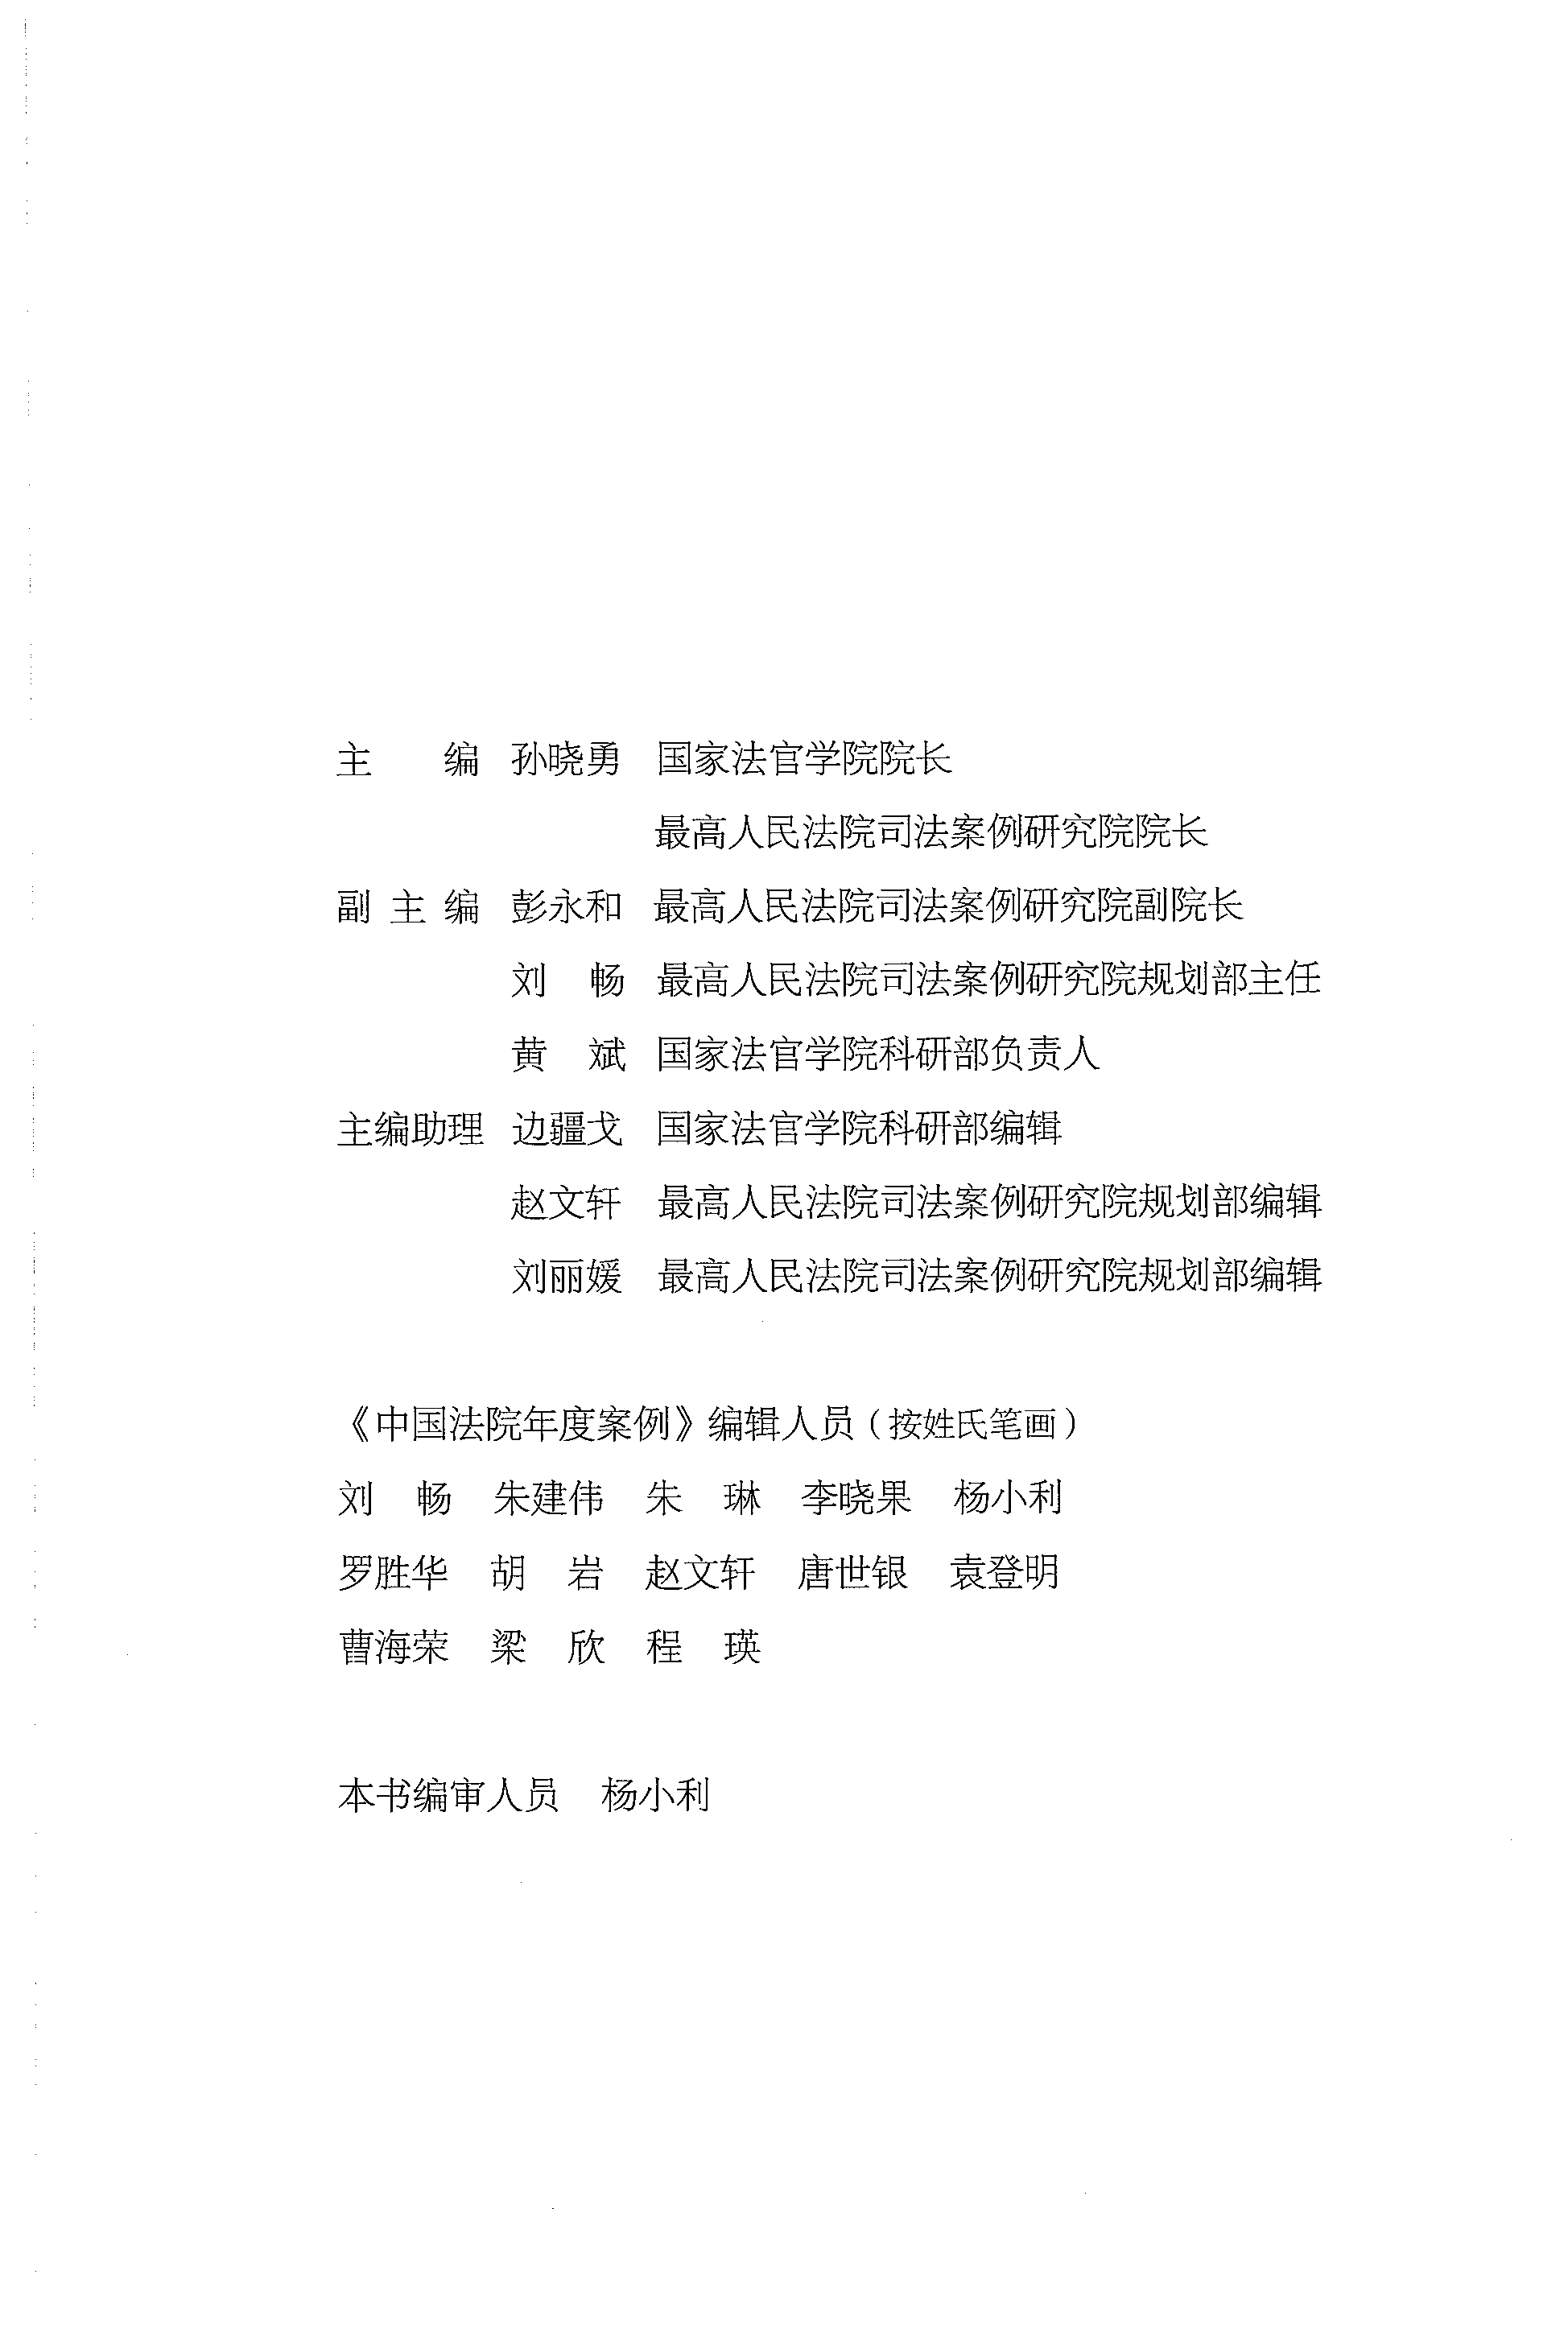 主　　编　孙晓勇　国家法官学院院长
最高人民法院司法案例研究院院长
副 主 编　彭永和　最高人民法院司法案例研究院副院长
刘　畅　最高人民法院司法案例研究院规划部主任
黄　斌　国家法官学院科研部负责人
主编助理　边疆戈　国家法官学院科研部编辑
赵文轩　最高人民法院司法案例研究院规划部编辑
刘丽媛　最高人民法院司法案例研究院规划部编辑
《中国法院年度案例》编辑人员（按姓氏笔画）
刘　畅　朱建伟　朱　琳　李晓果　杨小利
罗胜华　胡　岩　赵文轩　唐世银　袁登明
曹海荣　梁　欣　程　瑛
本书编审人员　杨小利